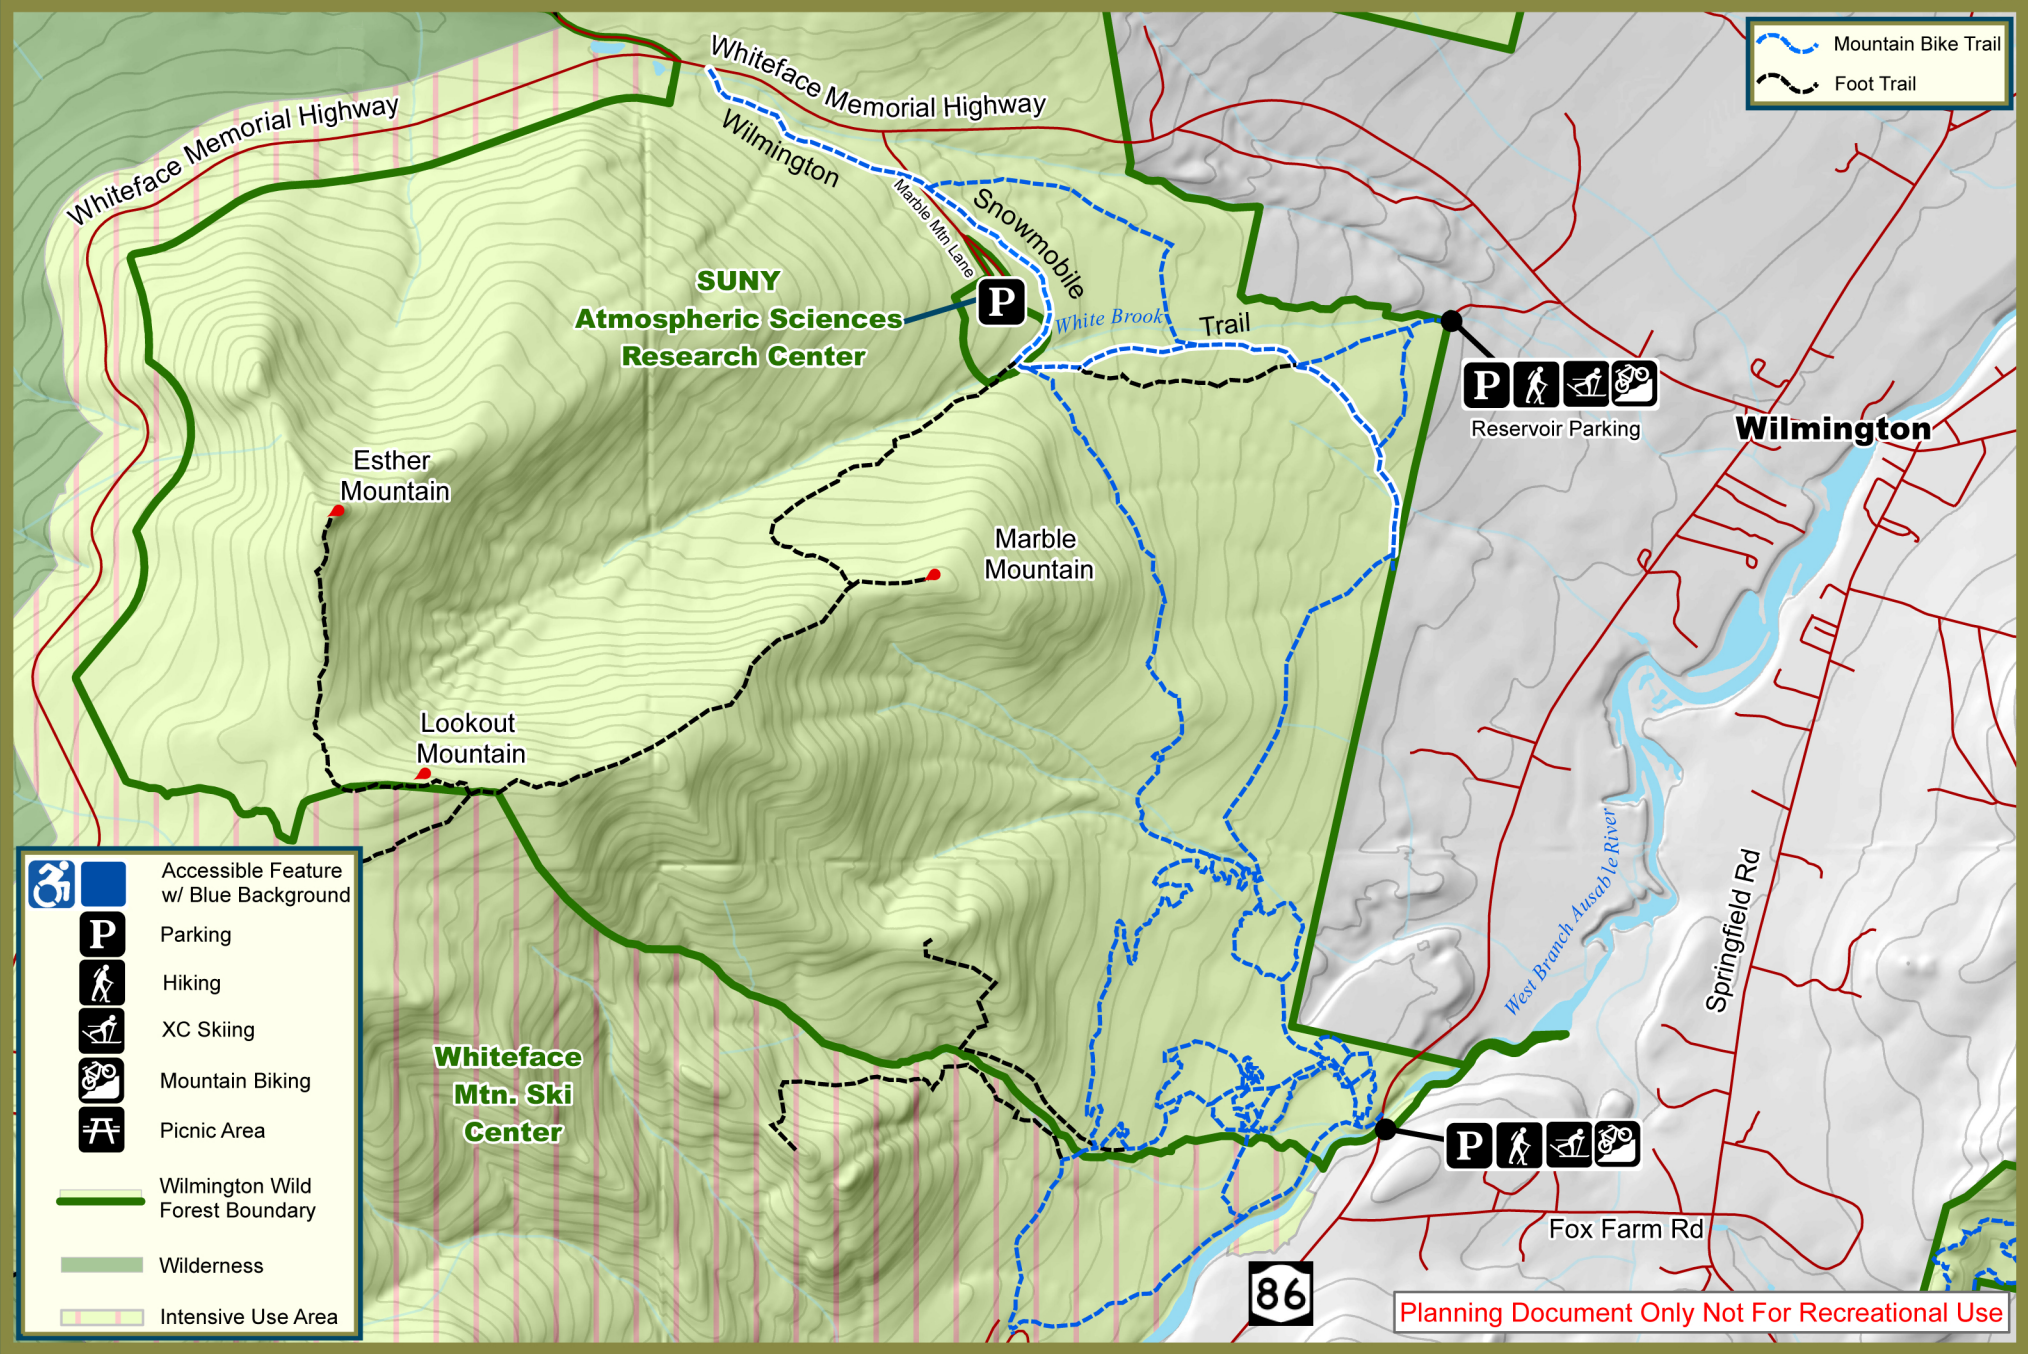 Mountain Bike Trail
Foot Trail
Whiteface Memorial Highway
Whiteface Memorial Highway
Wilmington
Snowmobile
Trail
Marble Mtn Lane
SUNY
Atmospheric Sciences
Research Center
P
White Brook
P
Reservoir Parking
Wilmington
Esther
Mountain
Marble
Mountain
Lookout
Mountain
West Branch Ausable River
Springfield Rd
Whiteface
Mtn. Ski
Center
P
Fox Farm Rd
86
Accessible Feature
w/ Blue Background
P
Parking
Hiking
XC Skiing
Mountain Biking
Picnic Area
Wilmington Wild
Forest Boundary
Wilderness
Intensive Use Area
Planning Document Only Not For Recreational Use